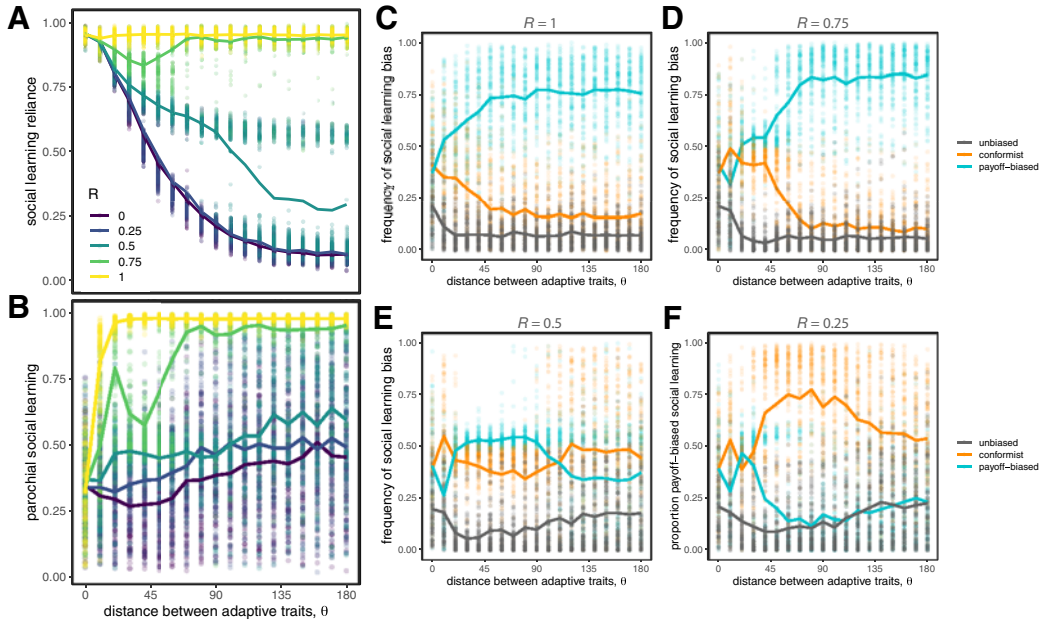 A
1.00
0.75
0.50
0.25
0.00
social learning reliance
R
0
0.25
0.5
0.75
1
B
1.00
0.75
0.50
0.25
0.00
parochial social learning
0 45 90 135 180
distance between adaptive traits, θ
C
R = 1
1.00
0.75
0.50
0.25
0.00
frequency of social learning bias
0 45 90 135 180
distance between adaptive traits, θ
D
R = 0.75
1.00
0.75
0.50
0.25
0.00
frequency of social learning bias
0 45 90 135 180
distance between adaptive traits, θ
unbiased
conformist
payoff-biased
E
R = 0.5
1.00
0.75
0.50
0.25
0.00
frequency of social learning bias
0 45 90 135 180
distance between adaptive traits, θ
F
R = 0.25
1.00
0.75
0.50
0.25
0.00
proportion payoff-based social learning
0 45 90 135 180
distance between adaptive traits, θ
unbiased
conformist
payoff-biased